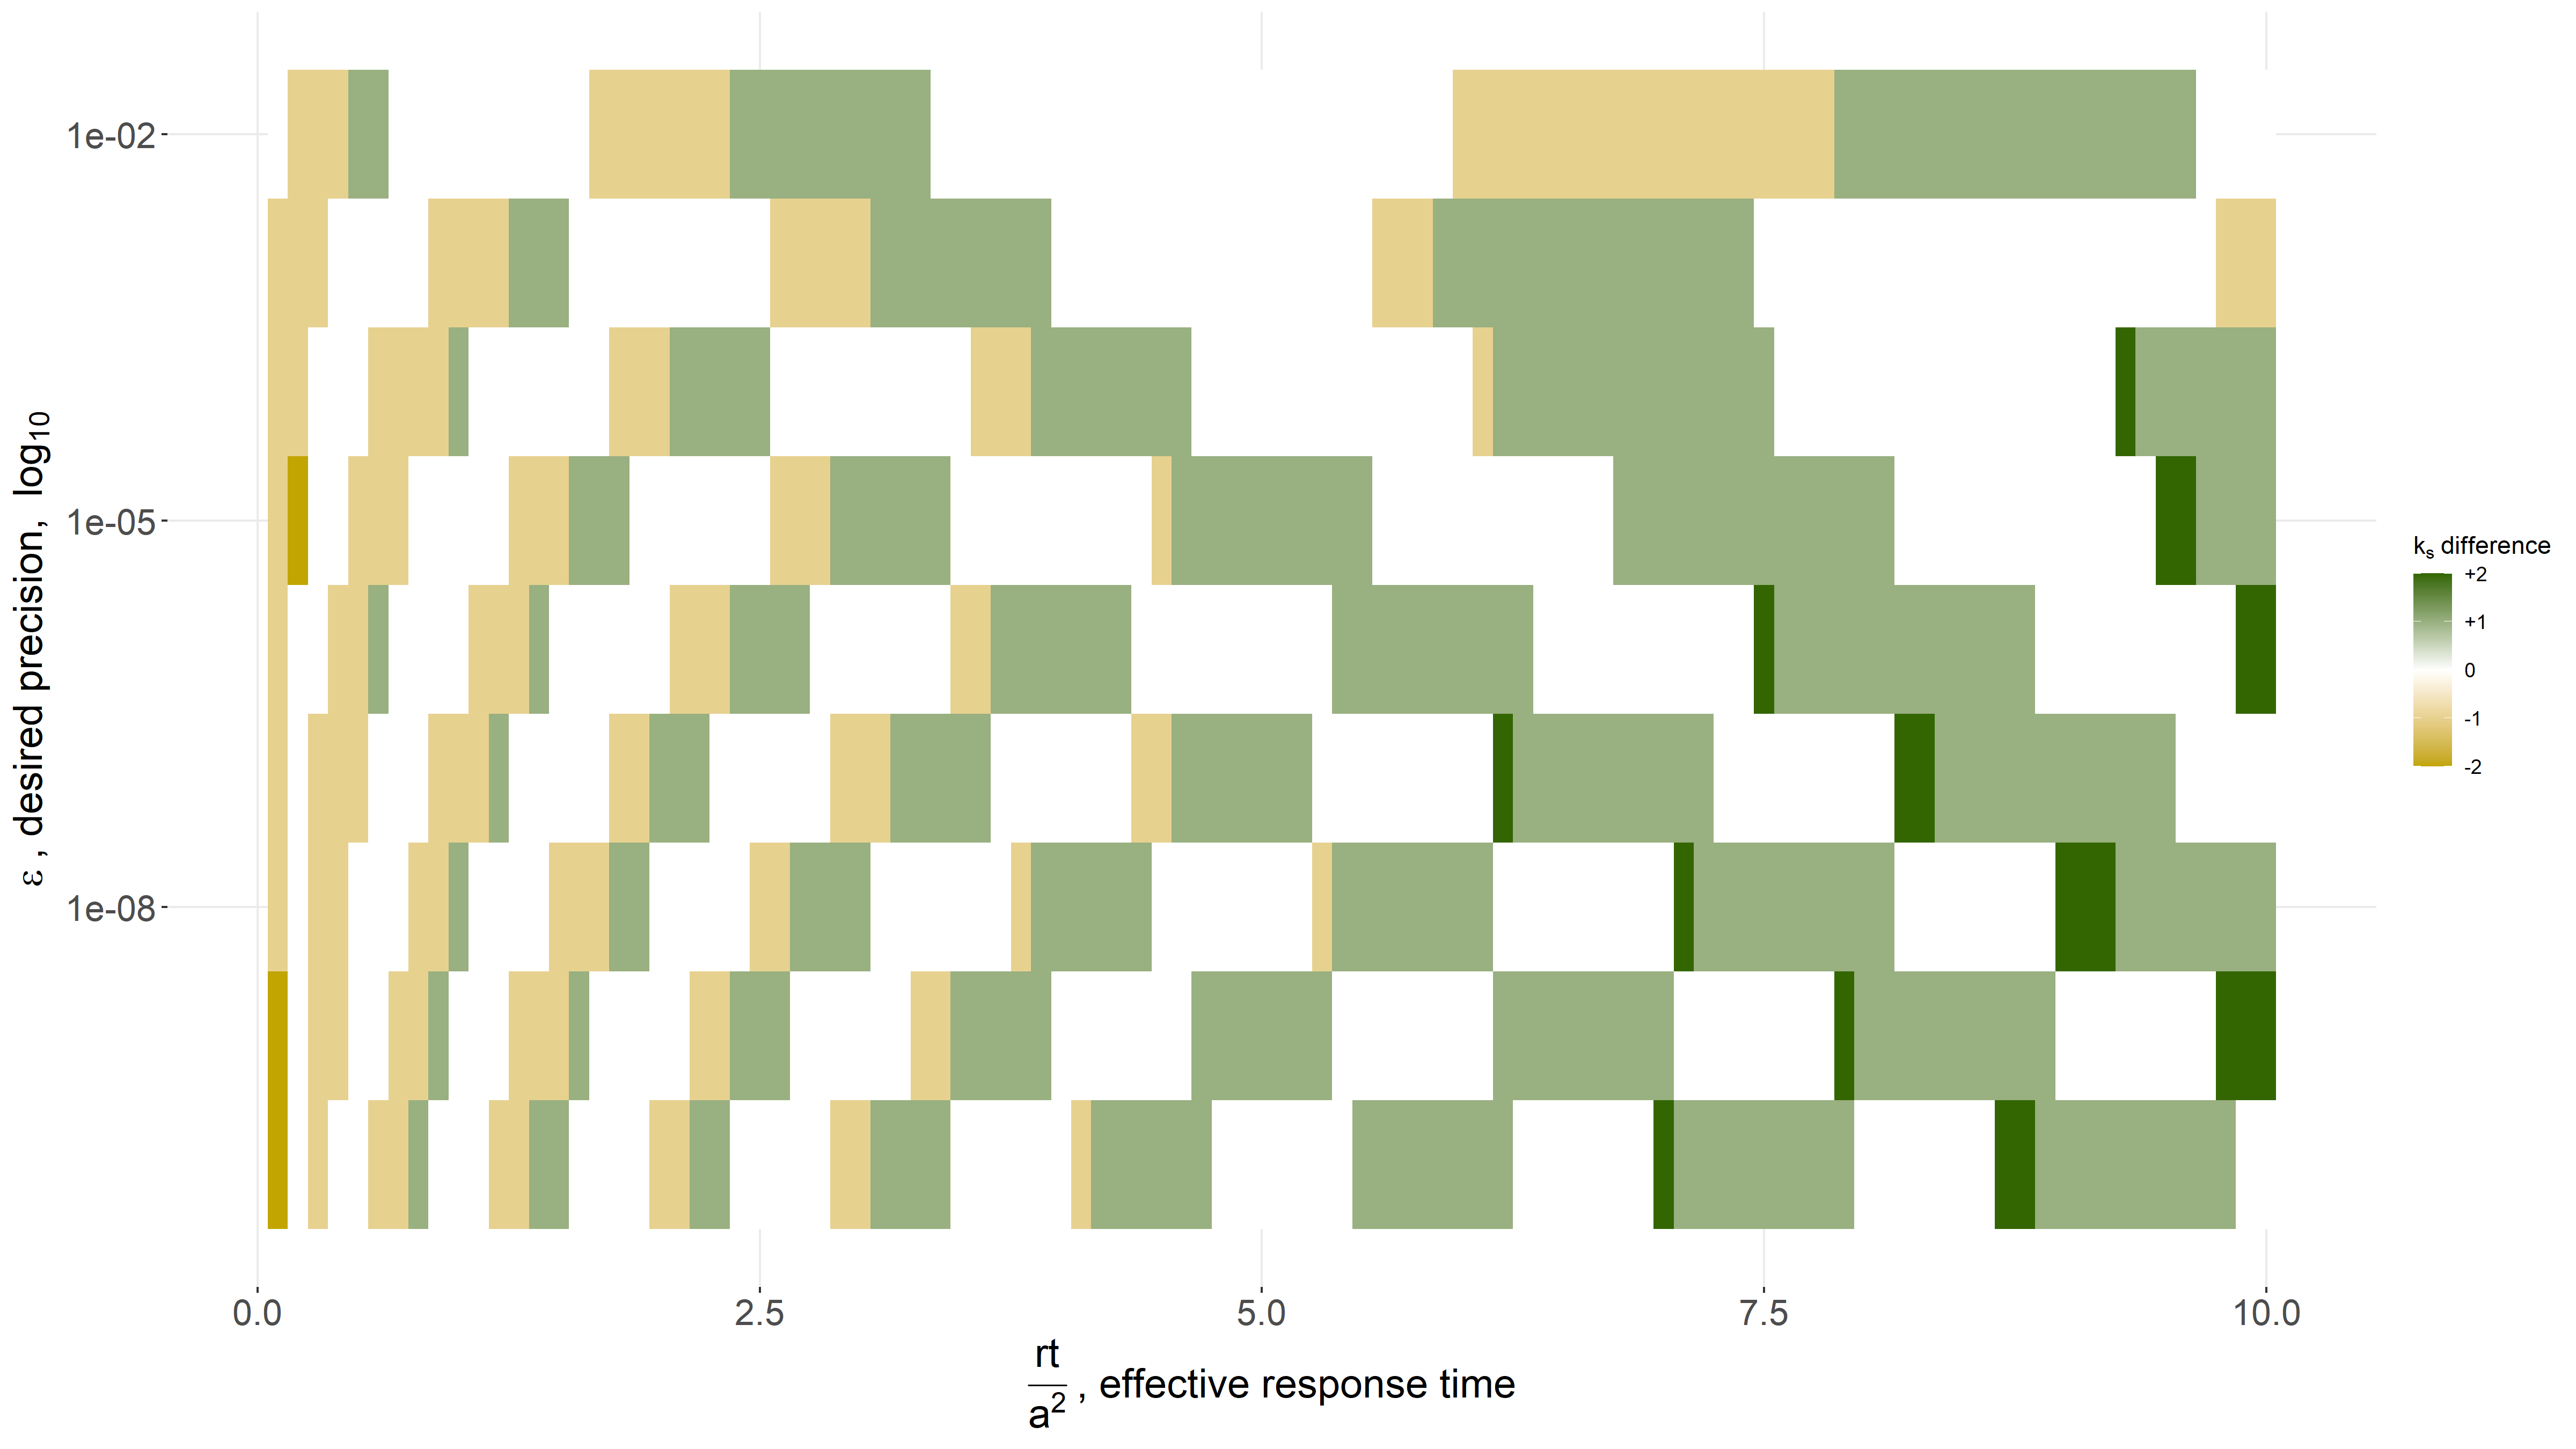 1e-02
1e-05
1e-08
ε , desired precision, log₁₀
0.0 2.5 5.0 7.5 10.0
rt
a² , effective response time
kₛ difference
+2
+1
0
-1
-2